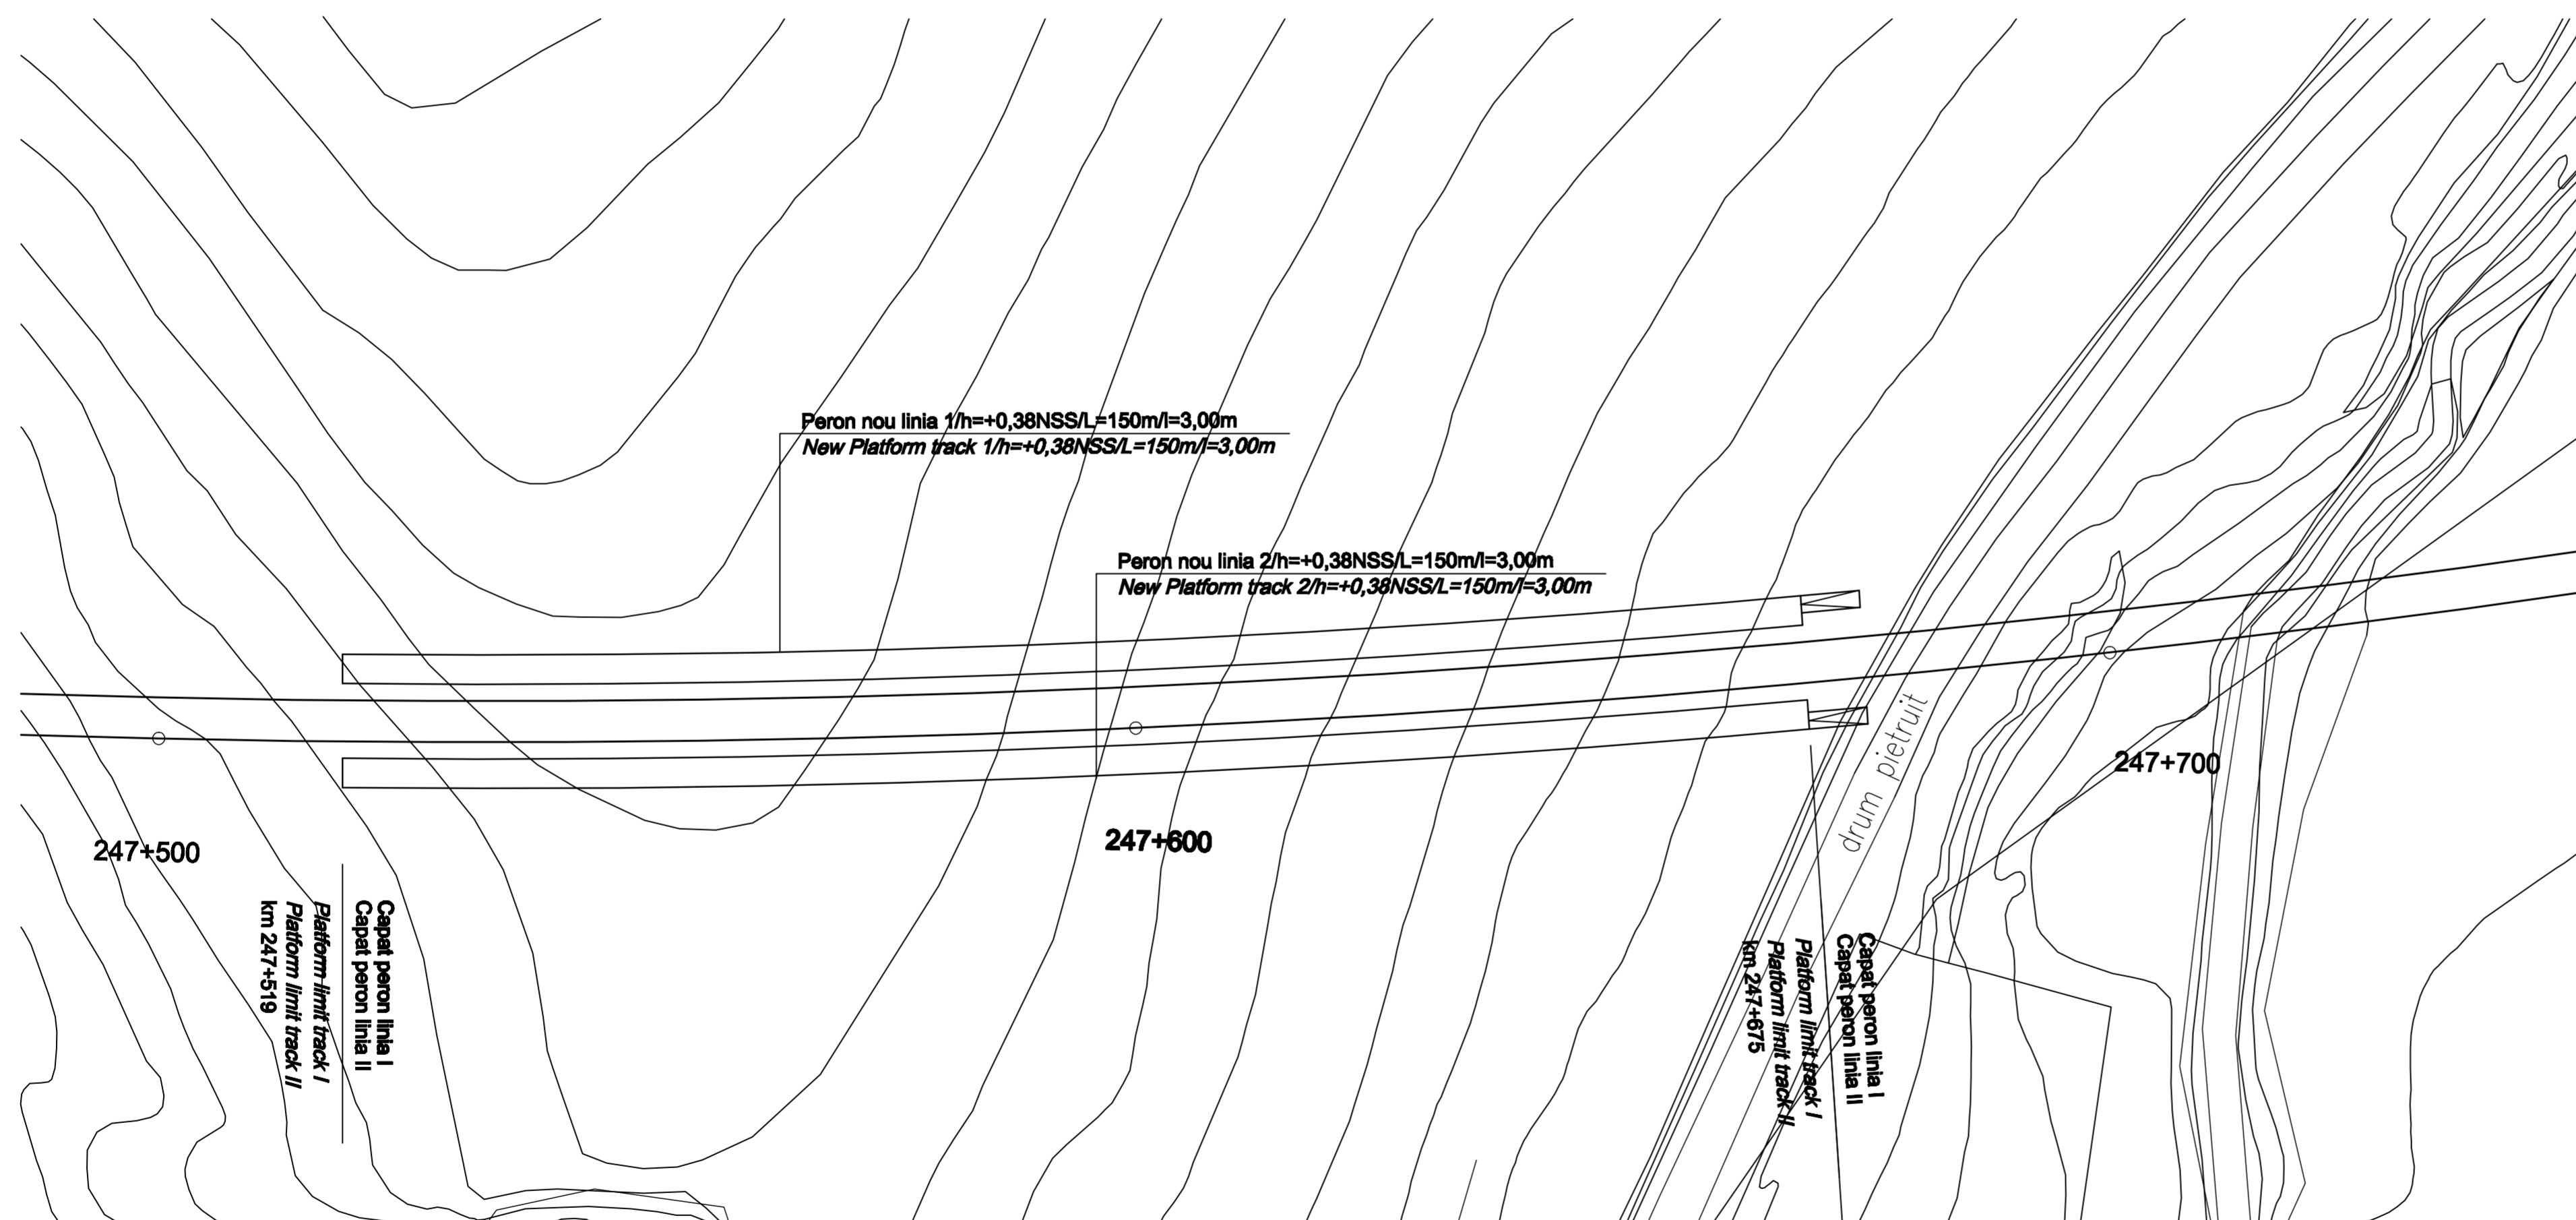 Peron nou linia 1/h=+0,38NSS/L=150m/l=3,00m
New Platform track 1/h=+0,38NSS/L=150m/l=3,00m
Peron nou linia 2/h=+0,38NSS/L=150m/l=3,00m
New Platform track 2/h=+0,38NSS/L=150m/l=3,00m
drum pietruit
247+700
247+500
247+600
Capat peron linia I
Capat peron linia II
Platform limit track I
Platform limit track II
km 247+519
Capat peron linia I
Capat peron linia II
Platform limit track I
Platform limit track II
km 247+675